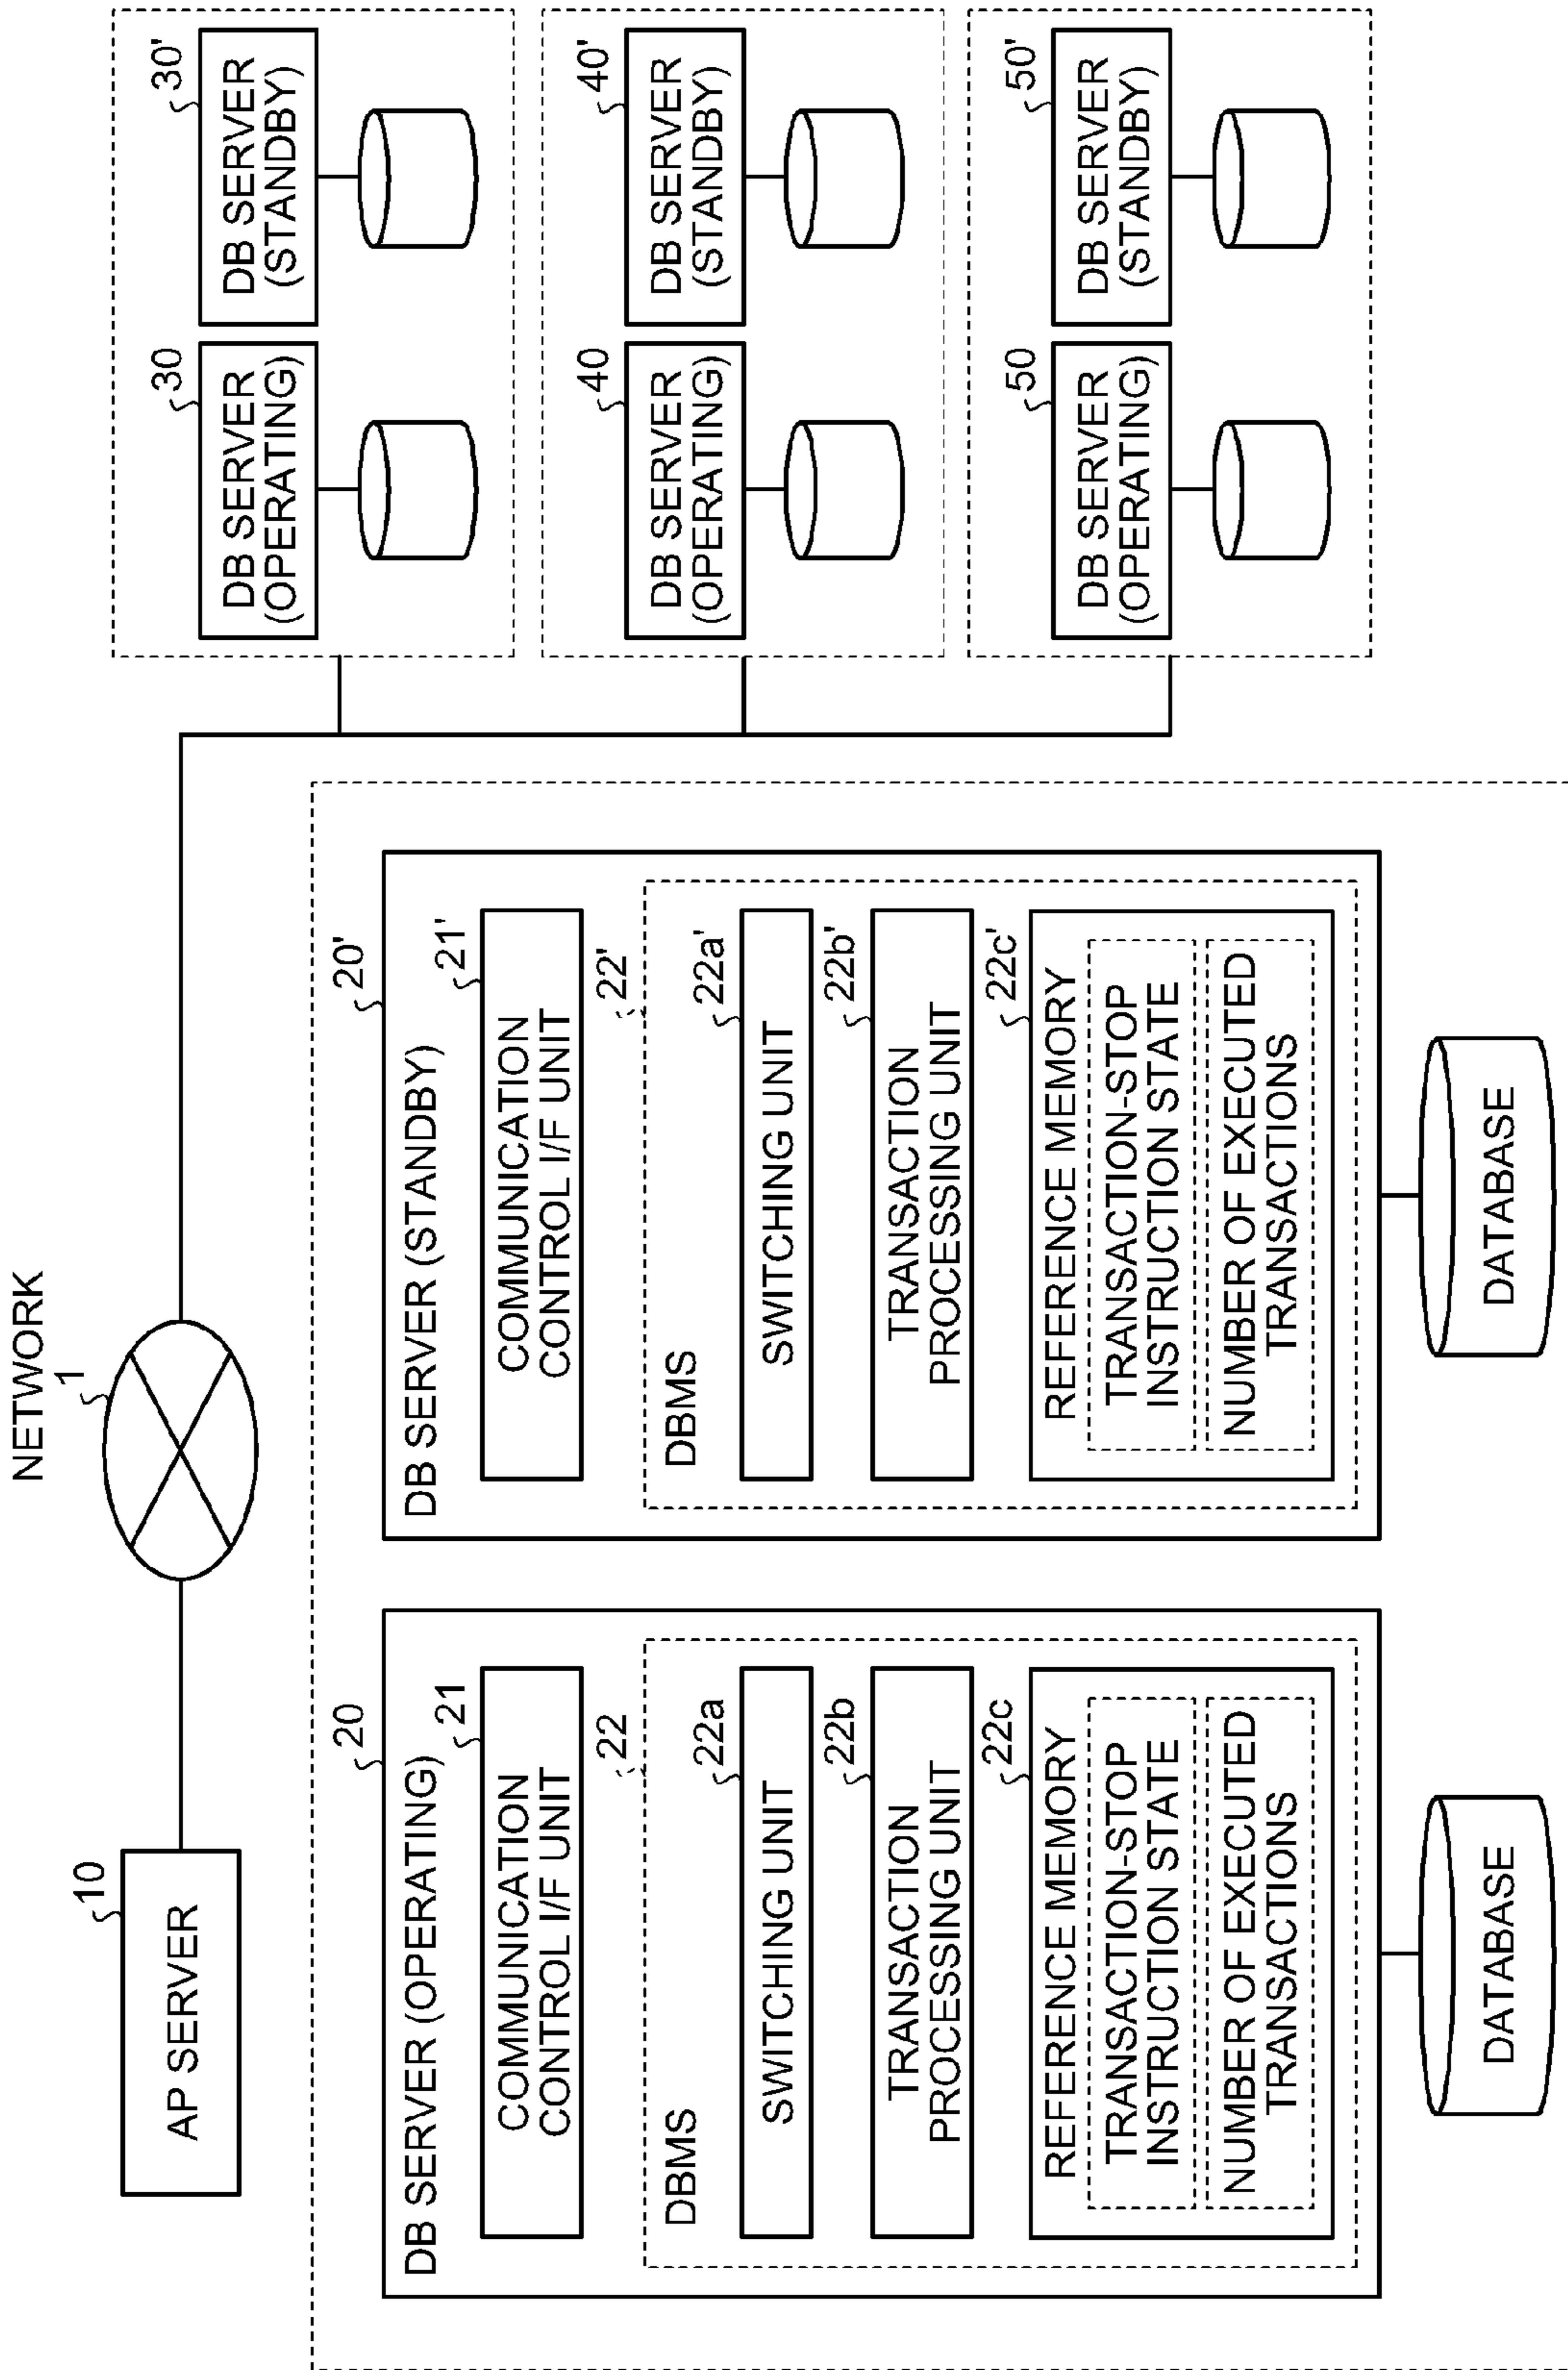 NETWORK
1
10
AP SERVER
20
DB SERVER (OPERATING)
21
COMMUNICATION
CONTROL I/F UNIT
22
DBMS
22a
SWITCHING UNIT
22b
TRANSACTION
PROCESSING UNIT
22c
REFERENCE MEMORY
TRANSACTION-STOP
INSTRUCTION STATE
NUMBER OF EXECUTED
TRANSACTIONS
DATABASE
20'
DB SERVER (STANDBY)
21'
COMMUNICATION
CONTROL I/F UNIT
22'
DBMS
22a'
SWITCHING UNIT
22b'
TRANSACTION
PROCESSING UNIT
22c'
REFERENCE MEMORY
TRANSACTION-STOP
INSTRUCTION STATE
NUMBER OF EXECUTED
TRANSACTIONS
DATABASE
30
DB SERVER
(OPERATING)
30'
DB SERVER
(STANDBY)
40
DB SERVER
(OPERATING)
40'
DB SERVER
(STANDBY)
50
DB SERVER
(OPERATING)
50'
DB SERVER
(STANDBY)